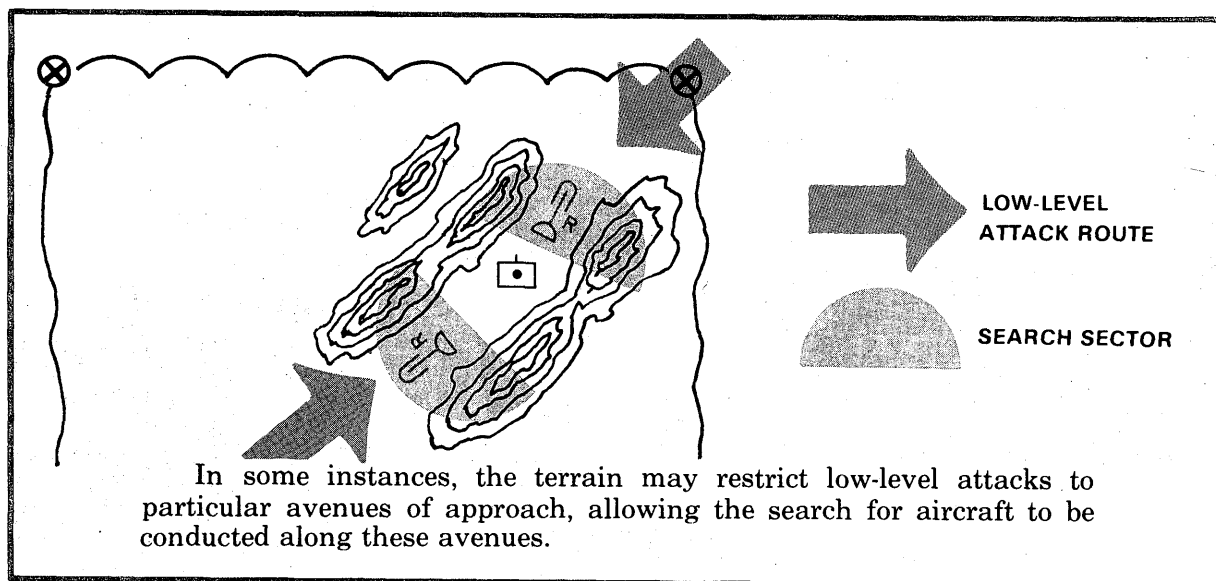 R
R
LOW-LEVEL
ATTACK ROUTE
SEARCH SECTOR
In some instances, the terrain may restrict low-level attacks to
particular avenues of approach, allowing the search for aircraft to be
conducted along these avenues.